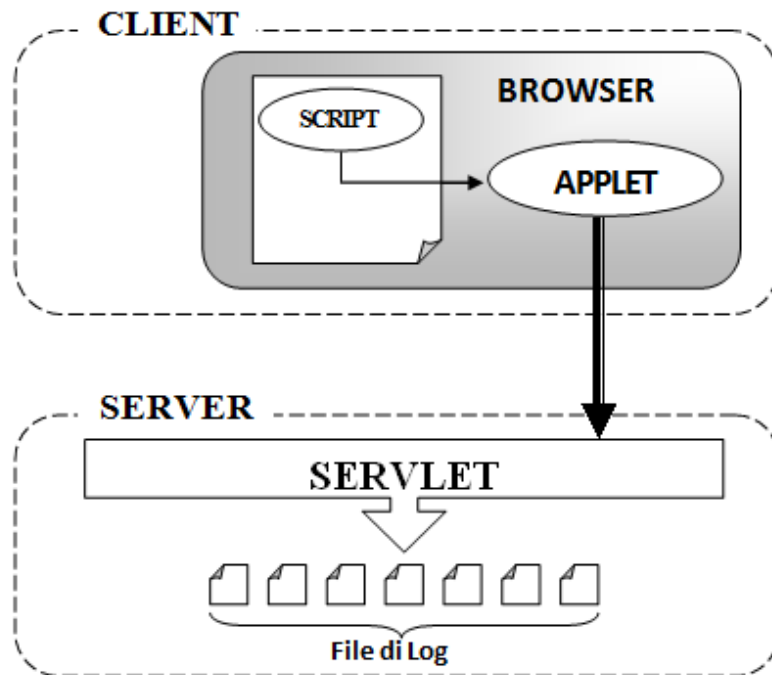 CLIENT
BROWSER
SCRIPT
APPLET
SERVER
SERVLET
File di Log